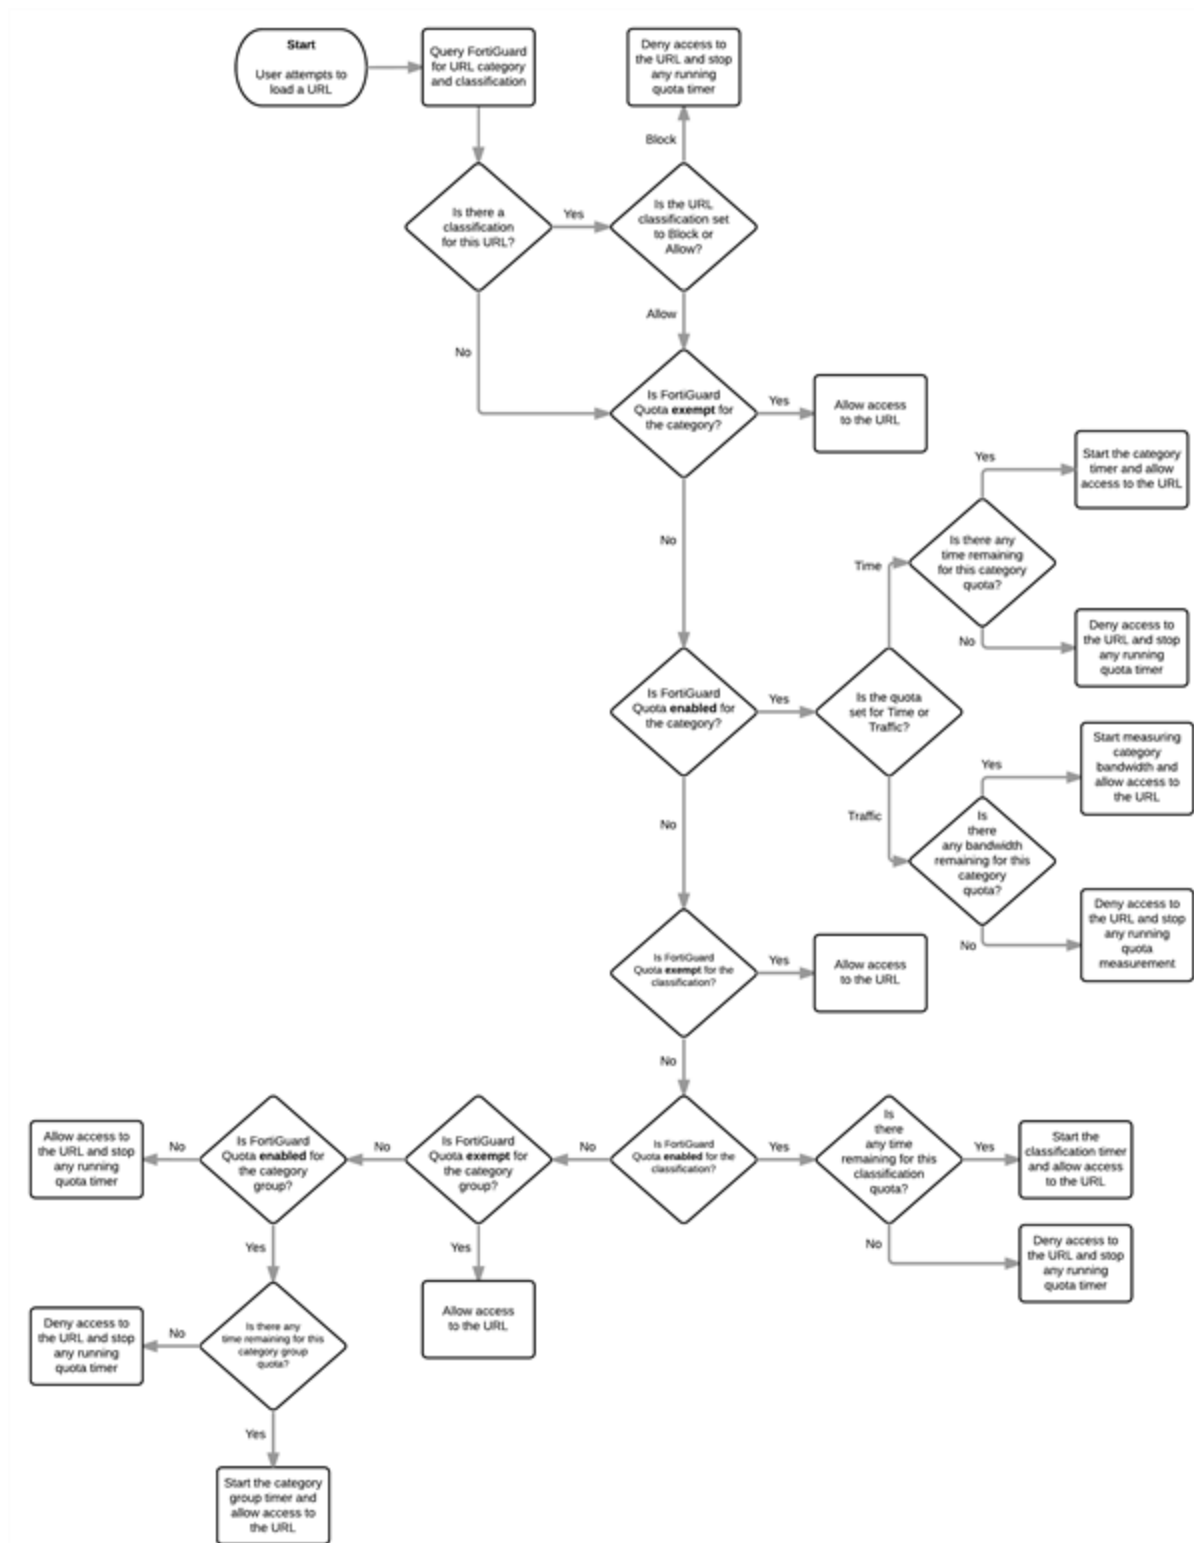 Start
User attempts to
load a URL
Query FortiGuard
for URL category
and classification
Deny access to
the URL and stop
any running
quota timer
Block
Is there a
classification
for this URL?
Yes
Is the URL
classification set
to Block or
Allow?
Allow
No
Is FortiGuard
Quota exempt for
the category?
Yes
Allow access
to the URL
Yes
Start the category
timer and allow
access to the URL
No
Time
Is there any
time remaining
for this category
quota?
No
Deny access to
the URL and stop
any running
quota timer
Is FortiGuard
Quota enabled for
the category?
Yes
Is the quota
set for Time or
Traffic?
Yes
Start measuring
category
bandwidth and
allow access to
the URL
No
Traffic
Is
there
any bandwidth
remaining for this
category
quota?
No
Deny access to
the URL and stop
any running
quota
measurement
Is FortiGuard
Quota exempt for the
classification?
Yes
Allow access
to the URL
No
Allow access to
the URL and stop
any running
quota timer
No
Is FortiGuard
Quota enabled for
the category
group?
No
Is FortiGuard
Quota exempt for
the category
group?
No
Is FortiGuard
Quota enabled for the
classification?
Yes
Is
there
any time
remaining for this
classification
quota?
Yes
Start the
classification timer
and allow access
to the URL
Yes
Yes
No
Deny access to
the URL and stop
any running
quota timer
Allow access
to the URL
Deny access to
the URL and stop
any running
quota timer
No
Is there any
time remaining for this
category group
quota?
Yes
Start the category
group timer and
allow access to
the URL